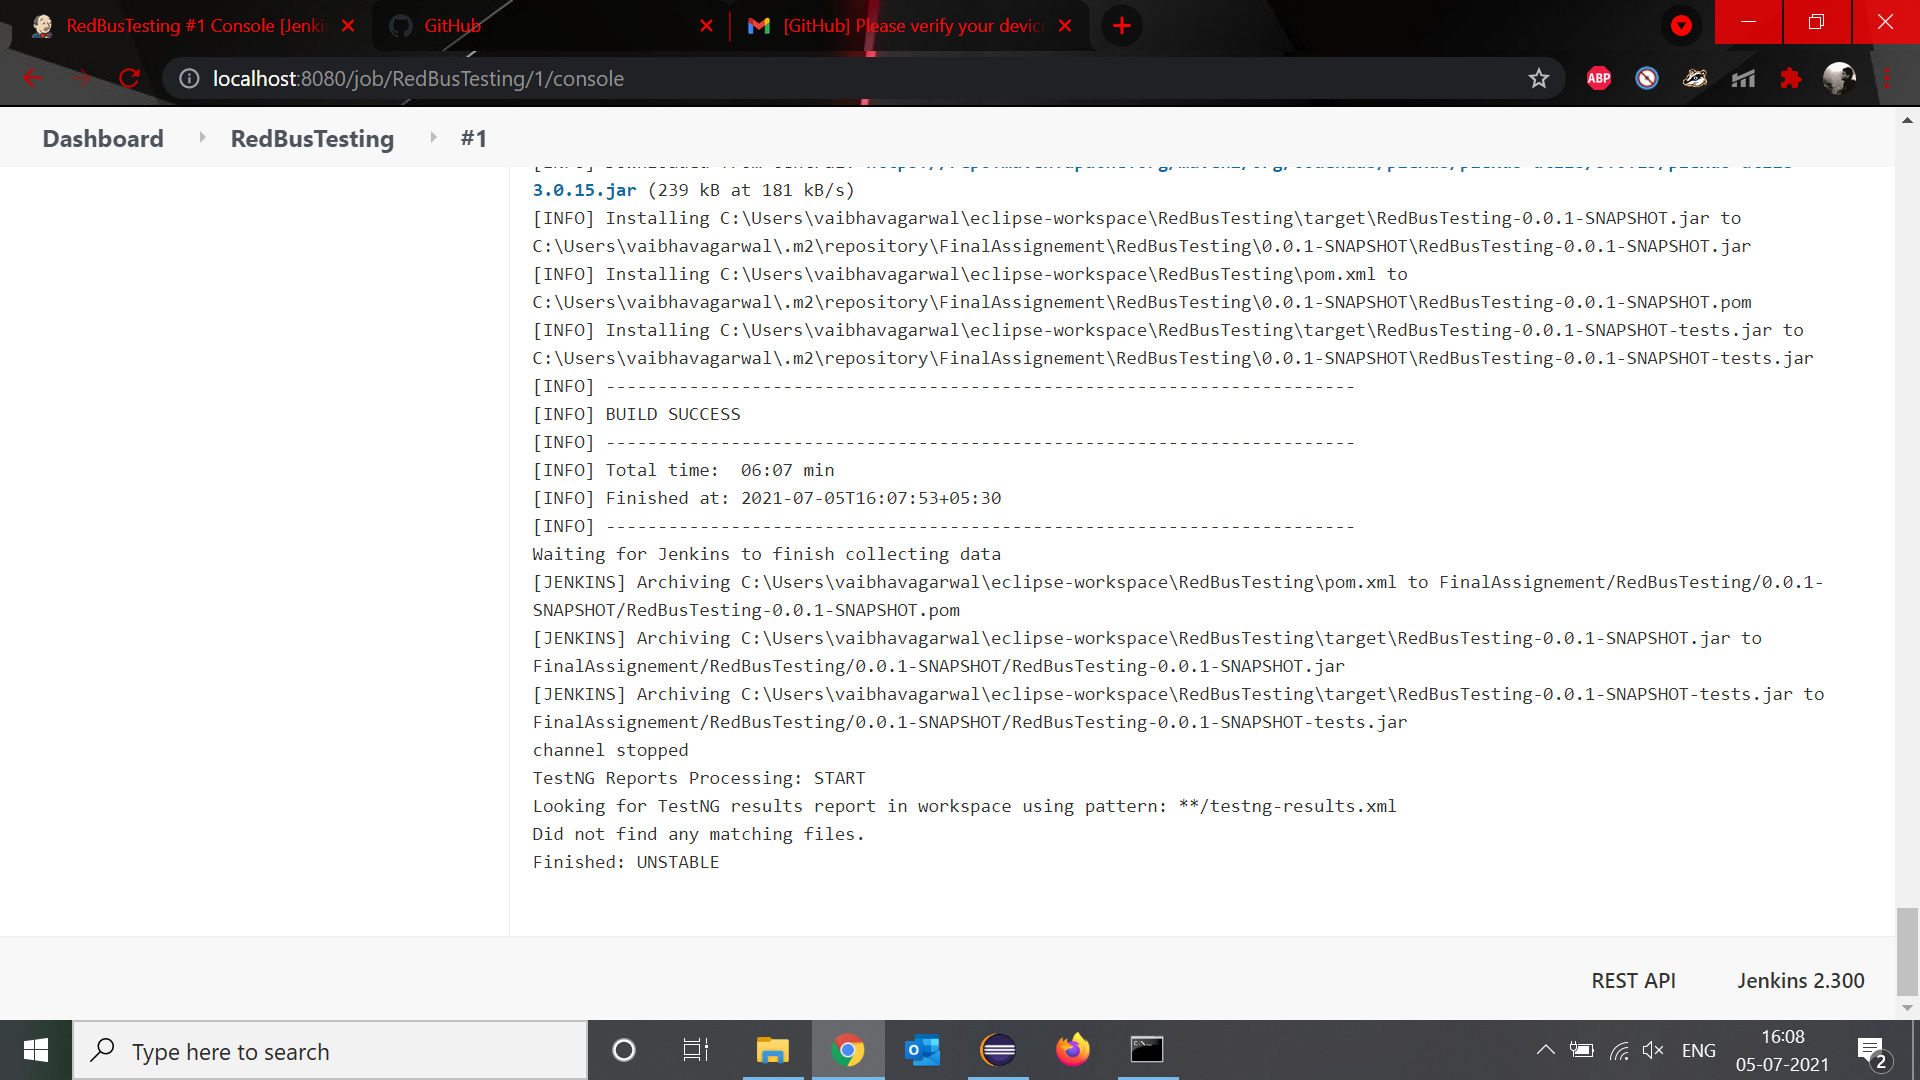 RedBusTesting #1 Console [Jenki
GitHub
[GitHub] Please verify your device
localhost:8080/job/RedBusTesting/1/console
ABP
Dashboard
RedBusTesting
#1
3.0.15.jar (239 kB at 181 kB/s)
[INFO] Installing C:\Users\vaibhavagarwal\eclipse-workspace\RedBusTesting\target\RedBusTesting-0.0.1-SNAPSHOT.jar to
C:\Users\vaibhavagarwal\.m2\repository\FinalAssignement\RedBusTesting\0.0.1-SNAPSHOT\RedBusTesting-0.0.1-SNAPSHOT.jar
[INFO] Installing C:\Users\vaibhavagarwal\eclipse-workspace\RedBusTesting\pom.xml to
C:\Users\vaibhavagarwal\.m2\repository\FinalAssignement\RedBusTesting\0.0.1-SNAPSHOT\RedBusTesting-0.0.1-SNAPSHOT.pom
[INFO] Installing C:\Users\vaibhavagarwal\eclipse-workspace\RedBusTesting\target\RedBusTesting-0.0.1-SNAPSHOT-tests.jar to
C:\Users\vaibhavagarwal\.m2\repository\FinalAssignement\RedBusTesting\0.0.1-SNAPSHOT\RedBusTesting-0.0.1-SNAPSHOT-tests.jar
[INFO] ------------------------------------------------------------------------
[INFO] BUILD SUCCESS
[INFO] ------------------------------------------------------------------------
[INFO] Total time:  06:07 min
[INFO] Finished at: 2021-07-05T16:07:53+05:30
[INFO] ------------------------------------------------------------------------
Waiting for Jenkins to finish collecting data
[JENKINS] Archiving C:\Users\vaibhavagarwal\eclipse-workspace\RedBusTesting\pom.xml to FinalAssignement/RedBusTesting/0.0.1-
SNAPSHOT/RedBusTesting-0.0.1-SNAPSHOT.pom
[JENKINS] Archiving C:\Users\vaibhavagarwal\eclipse-workspace\RedBusTesting\target\RedBusTesting-0.0.1-SNAPSHOT.jar to
FinalAssignement/RedBusTesting/0.0.1-SNAPSHOT/RedBusTesting-0.0.1-SNAPSHOT.jar
[JENKINS] Archiving C:\Users\vaibhavagarwal\eclipse-workspace\RedBusTesting\target\RedBusTesting-0.0.1-SNAPSHOT-tests.jar to
FinalAssignement/RedBusTesting/0.0.1-SNAPSHOT/RedBusTesting-0.0.1-SNAPSHOT-tests.jar
channel stopped
TestNG Reports Processing: START
Looking for TestNG results report in workspace using pattern: **/testng-results.xml
Did not find any matching files.
Finished: UNSTABLE
REST API
Jenkins 2.300
Type here to search
ENG
16:08
05-07-2021
2